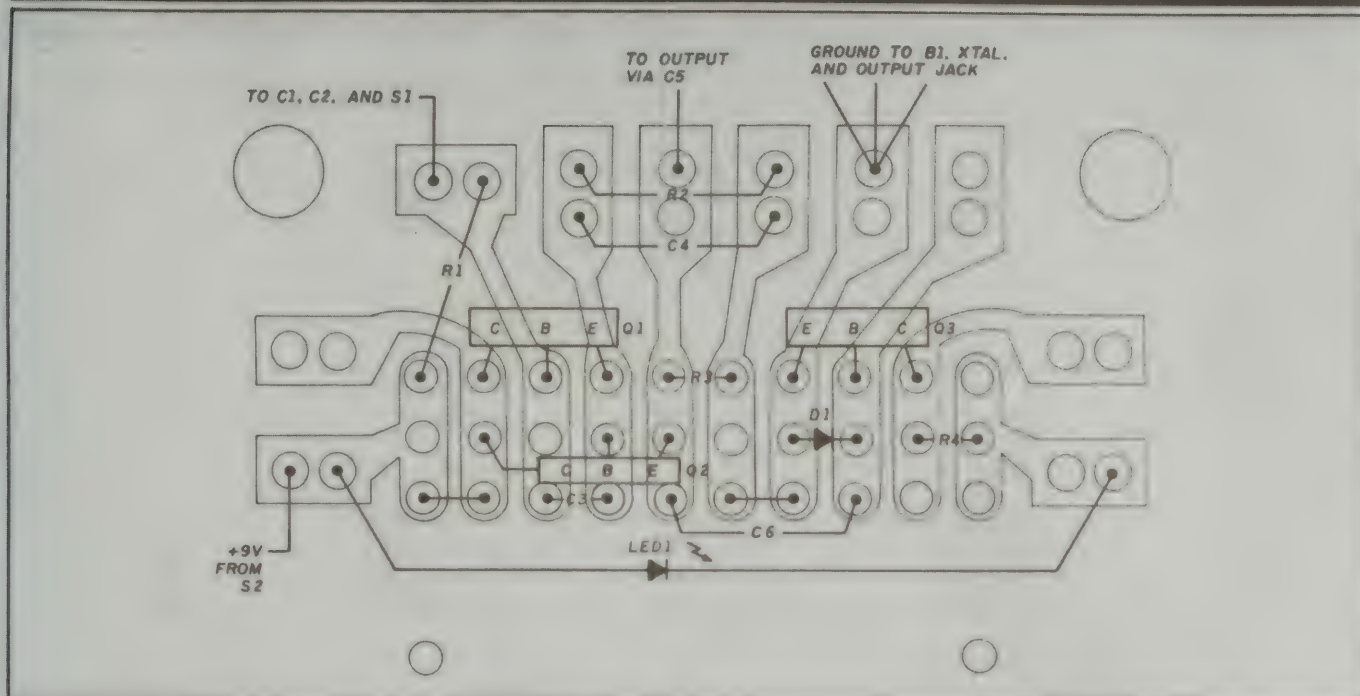 TO OUTPUT
VIA C5
GROUND TO B1, XTAL,
AND OUTPUT JACK
TO C1, C2, AND S1
R2
C4
R1
C B E Q1
E B C Q3
R3
D1
R4
C B E Q2
C3
C6
LED1
+9V
FROM
S2